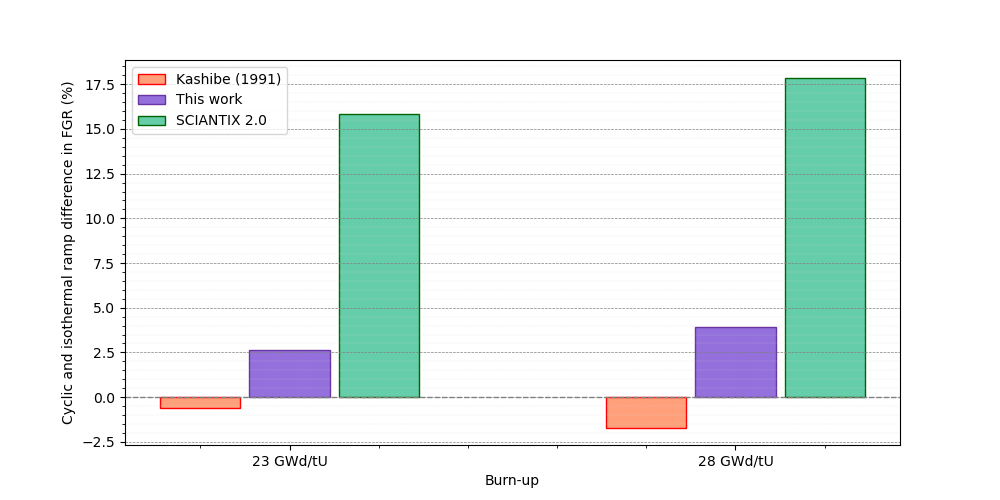 Cyclic and isothermal ramp difference in FGR (%)
17.5
15.0
12.5
10.0
7.5
5.0
2.5
0.0
−2.5
Kashibe (1991)
This work
SCIANTIX 2.0
23 GWd/tU
28 GWd/tU
Burn-up